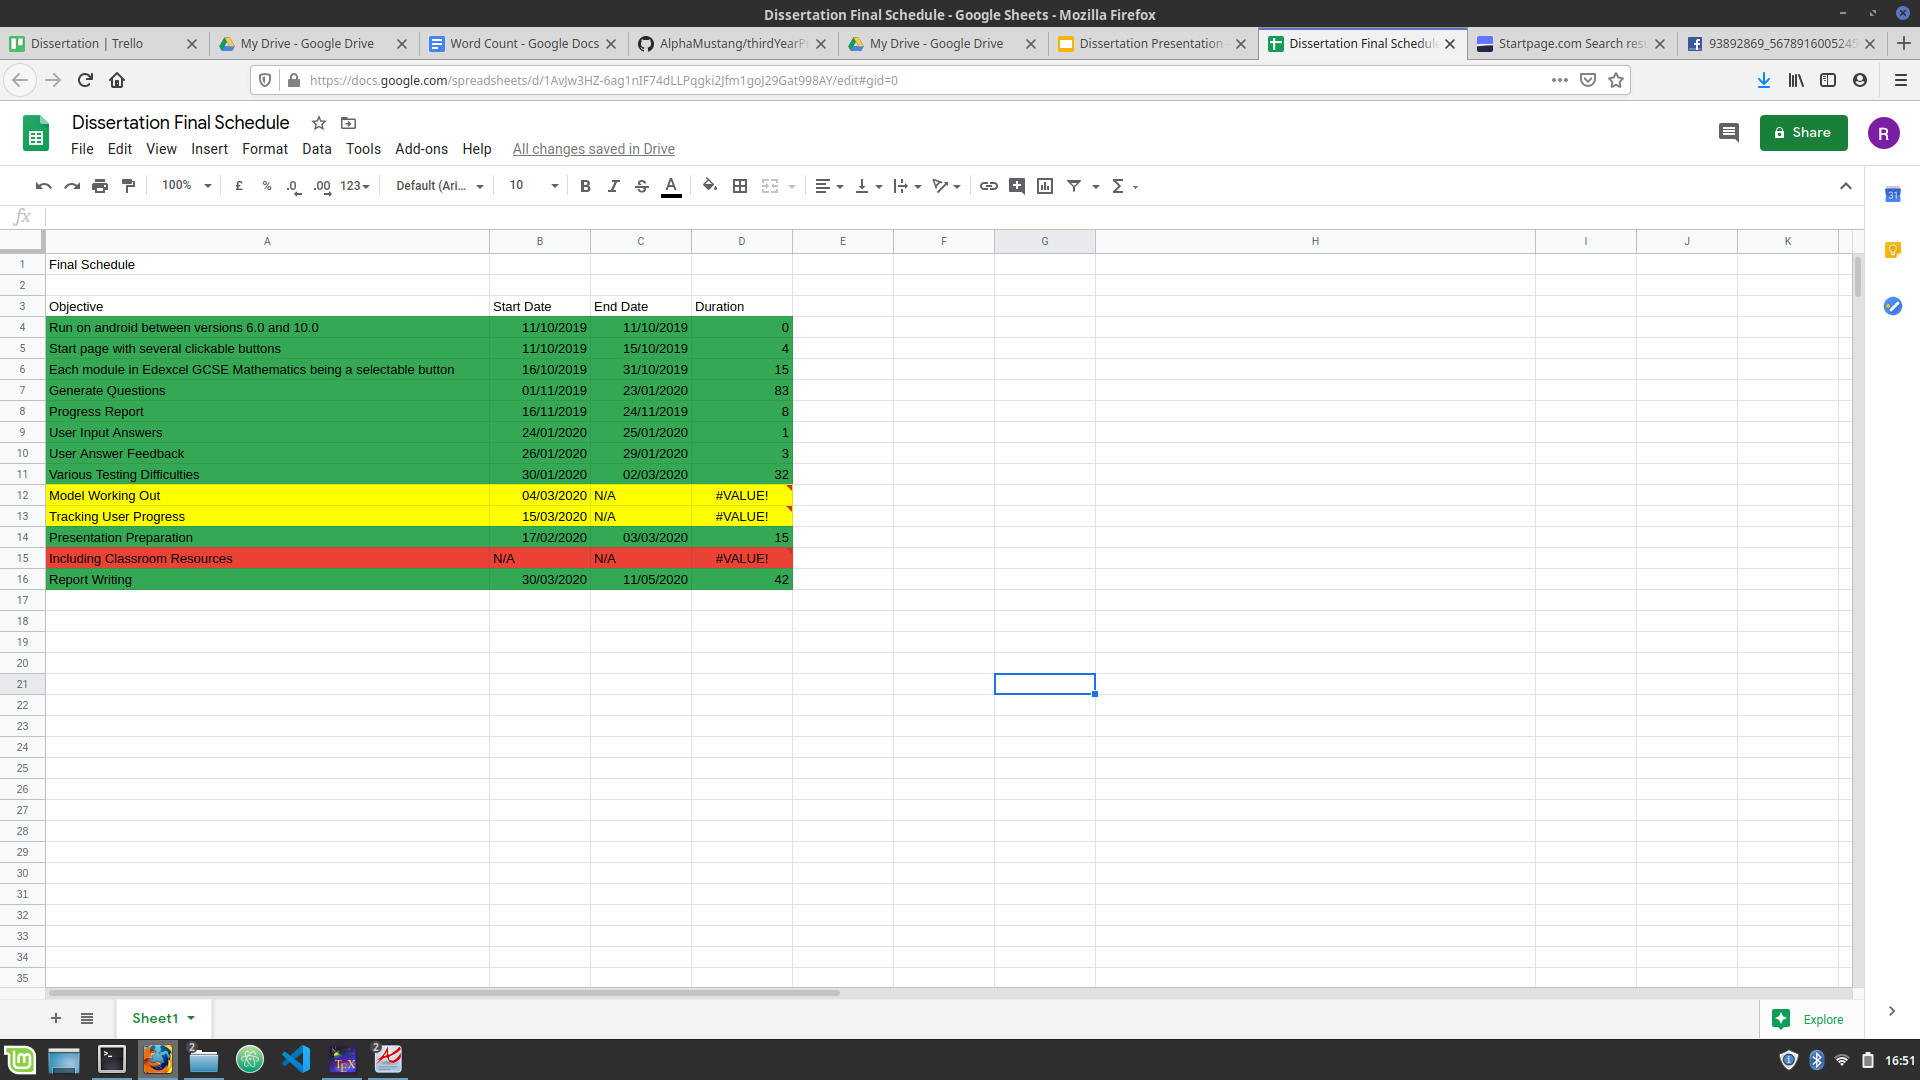 Dissertation Final Schedule - Google Sheets - Mozilla Firefox
Dissertation | Trello
My Drive - Google Drive
Word Count - Google Docs
AlphaMustang/thirdYearP
My Drive - Google Drive
Dissertation Presentation
Dissertation Final Schedule
Startpage.com Search resu
93892869_5678916005245
https://docs.google.com/spreadsheets/d/1AvJw3HZ-6ag1nIF74dLLPqgki2Jfm1goJ29Gat998AY/edit#gid=0
Dissertation Final Schedule
Share
R
File Edit View Insert Format Data Tools Add-ons Help All changes saved in Drive
100% £ % .0 .00 123 Default (Ari... 10 B I S A Σ
31
fx
A B C D E F G H I J K
1 Final Schedule
2
3 Objective Start Date End Date Duration
4 Run on android between versions 6.0 and 10.0 11/10/2019 11/10/2019 0
5 Start page with several clickable buttons 11/10/2019 15/10/2019 4
6 Each module in Edexcel GCSE Mathematics being a selectable button 16/10/2019 31/10/2019 15
7 Generate Questions 01/11/2019 23/01/2020 83
8 Progress Report 16/11/2019 24/11/2019 8
9 User Input Answers 24/01/2020 25/01/2020 1
10 User Answer Feedback 26/01/2020 29/01/2020 3
11 Various Testing Difficulties 30/01/2020 02/03/2020 32
12 Model Working Out 04/03/2020 N/A #VALUE!
13 Tracking User Progress 15/03/2020 N/A #VALUE!
14 Presentation Preparation 17/02/2020 03/03/2020 15
15 Including Classroom Resources N/A N/A #VALUE!
16 Report Writing 30/03/2020 11/05/2020 42
17
18
19
20
21
22
23
24
25
26
27
28
29
30
31
32
33
34
35
Sheet1
Explore
2
TEX
2
16:51